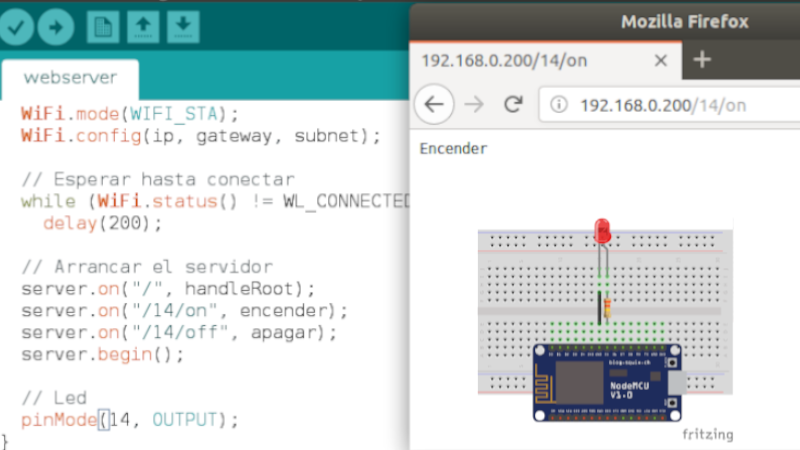 webserver
WiFi.mode(WIFI_STA);
WiFi.config(ip, gateway, subnet);
// Esperar hasta conectar
while (WiFi.status() != WL_CONNECTED
delay(200);
// Arrancar el servidor
server.on("/", handleRoot);
server.on("/14/on", encender);
server.on("/14/off", apagar);
server.begin();
// Led
pinMode(14, OUTPUT);
}
Mozilla Firefox
192.168.0.200/14/on
192.168.0.200/14/on
Encender
NodeMCU
V1.0
fritzing